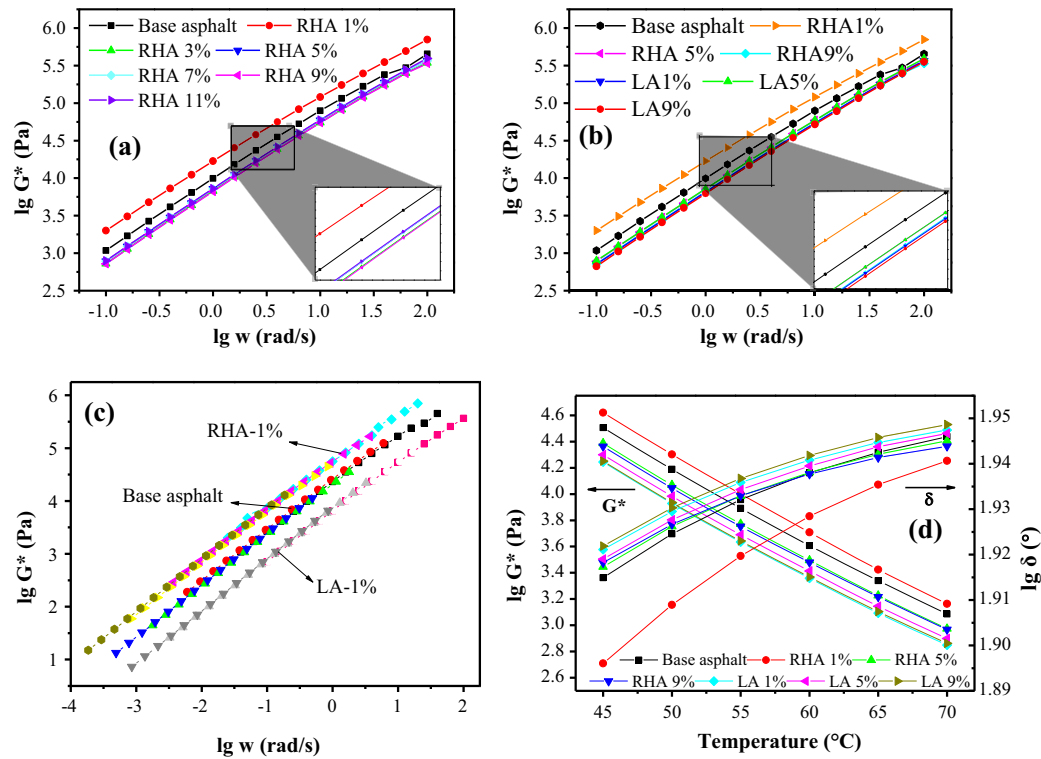 Base asphalt RHA 1%
RHA 3% RHA 5%
RHA 7% RHA 9%
RHA 11%
(a)
lg G* (Pa)
6.0
5.5
5.0
4.5
4.0
3.5
3.0
2.5
-1.0 -0.5 0.0 0.5 1.0 1.5 2.0
lg w (rad/s)
Base asphalt RHA1%
RHA 5% RHA9%
LA1% LA5%
LA9%
(b)
lg G* (Pa)
6.0
5.5
5.0
4.5
4.0
3.5
3.0
2.5
-1.0 -0.5 0.0 0.5 1.0 1.5 2.0
lg w (rad/s)
(c)
RHA-1%
Base asphalt
LA-1%
lg G* (Pa)
6
5
4
3
2
1
-4 -3 -2 -1 0 1 2
lg w (rad/s)
lg G* (Pa)
4.6
4.4
4.2
4.0
3.8
3.6
3.4
3.2
3.0
2.8
2.6
G*
δ
(d)
1.95
1.94
1.93
1.92
1.91
1.90
1.89
lg δ (°)
Base asphalt RHA 1% RHA 5%
RHA 9% LA 1% LA 5% LA 9%
45 50 55 60 65 70
Temperature (°C)